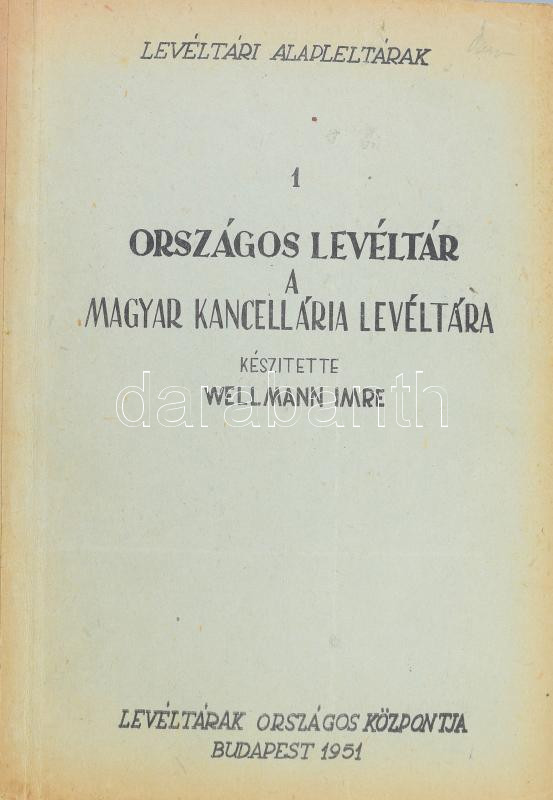 LEVÉLTÁRI ALAPLELTÁRAK
1
ORSZÁGOS LEVÉLTÁR
A
MAGYAR KANCELLÁRIA LEVÉLTÁRA
KÉSZITETTE
WELLMANN IMRE
darabanth
LEVÉLTÁRAK ORSZÁGOS KÖZPONTJA
BUDAPEST 1951